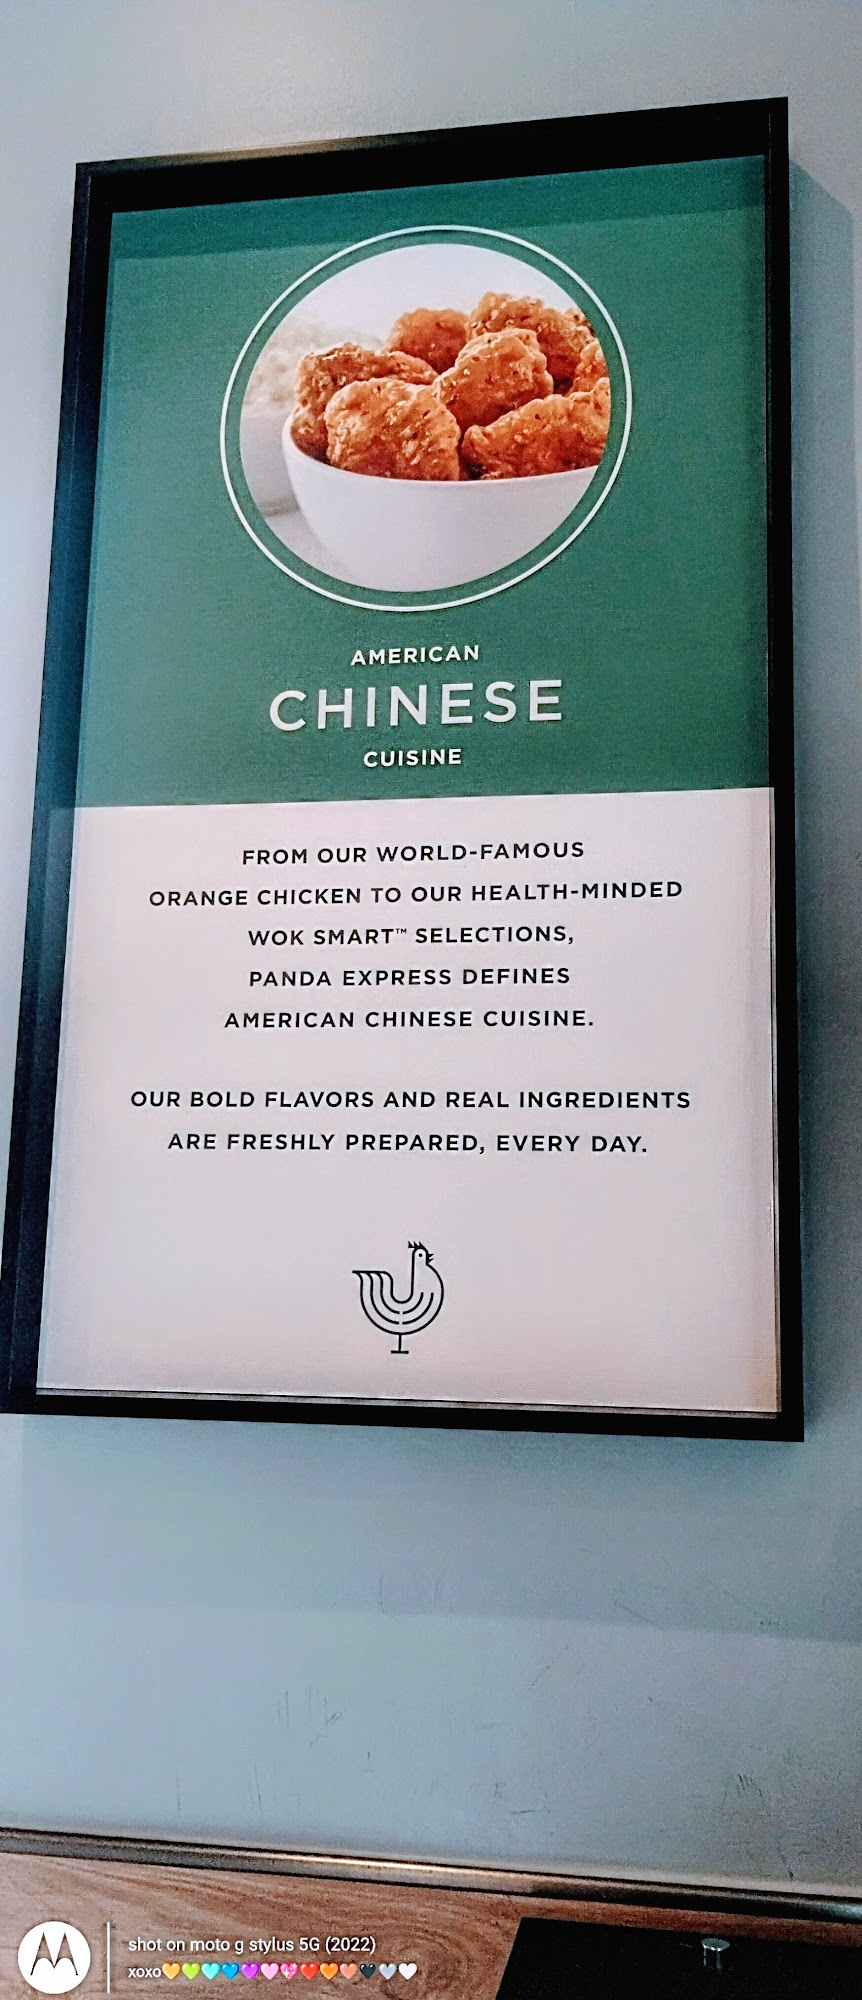 AMERICAN
CHINESE
CUISINE
FROM OUR WORLD-FAMOUS
ORANGE CHICKEN TO OUR HEALTH-MINDED
WOK SMART™ SELECTIONS,
PANDA EXPRESS DEFINES
AMERICAN CHINESE CUISINE.
OUR BOLD FLAVORS AND REAL INGREDIENTS
ARE FRESHLY PREPARED, EVERY DAY.
shot on moto g stylus 5G (2022)
xoxo💛💚🩵💙💜🩷💖❤️🧡🧡🖤🩶🤍